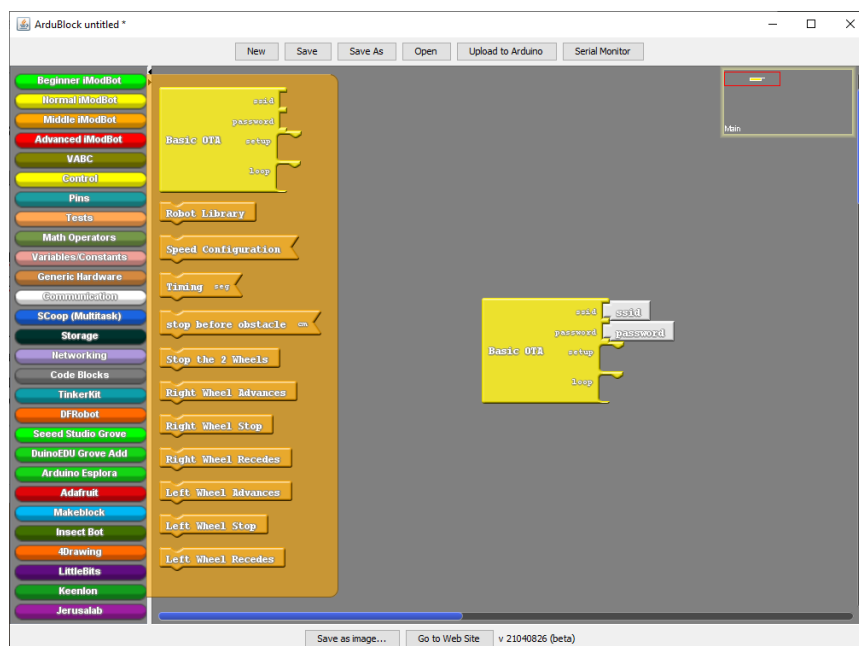 ArduBlock untitled *
New Save Save As Open Upload to Arduino Serial Monitor
Beginner iModBot
Normal iModBot
Middle iModBot
Advanced iModBot
VABC
Control
Pins
Tests
Math Operators
Variables/Constants
Generic Hardware
Communication
SCoop (Multitask)
Storage
Networking
Code Blocks
TinkerKit
DFRobot
Seeed Studio Grove
DuinoEDU Grove Add
Arduino Esplora
Adafruit
Makeblock
Insect Bot
4Drawing
LittleBits
Keenlon
Jerusalab
ssid
password
Basic OTA setup
loop
Robot Library
Speed Configuration
Timing seg
stop before obstacle cm
Stop the 2 Wheels
Right Wheel Advances
Right Wheel Stop
Right Wheel Recedes
Left Wheel Advances
Left Wheel Stop
Left Wheel Recedes
ssid ssid
password password
Basic OTA setup
loop
Main
Save as image... Go to Web Site v 21040826 (beta)